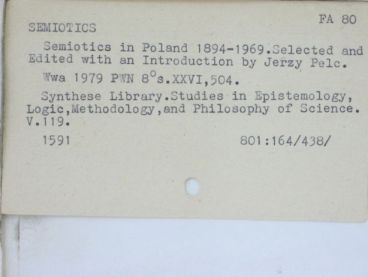 FA 80
SEMIOTICS
Semiotics in Poland 1894-1969.Selected and
Edited with an Introduction by Jerzy Pelc.
Wwa 1979 PWN 8°s.XXVI,504.
Synthese Library.Studies in Epistemology,
Logic,Methodology,and Philosophy of Science.
V.119.
1591 801:164/438/